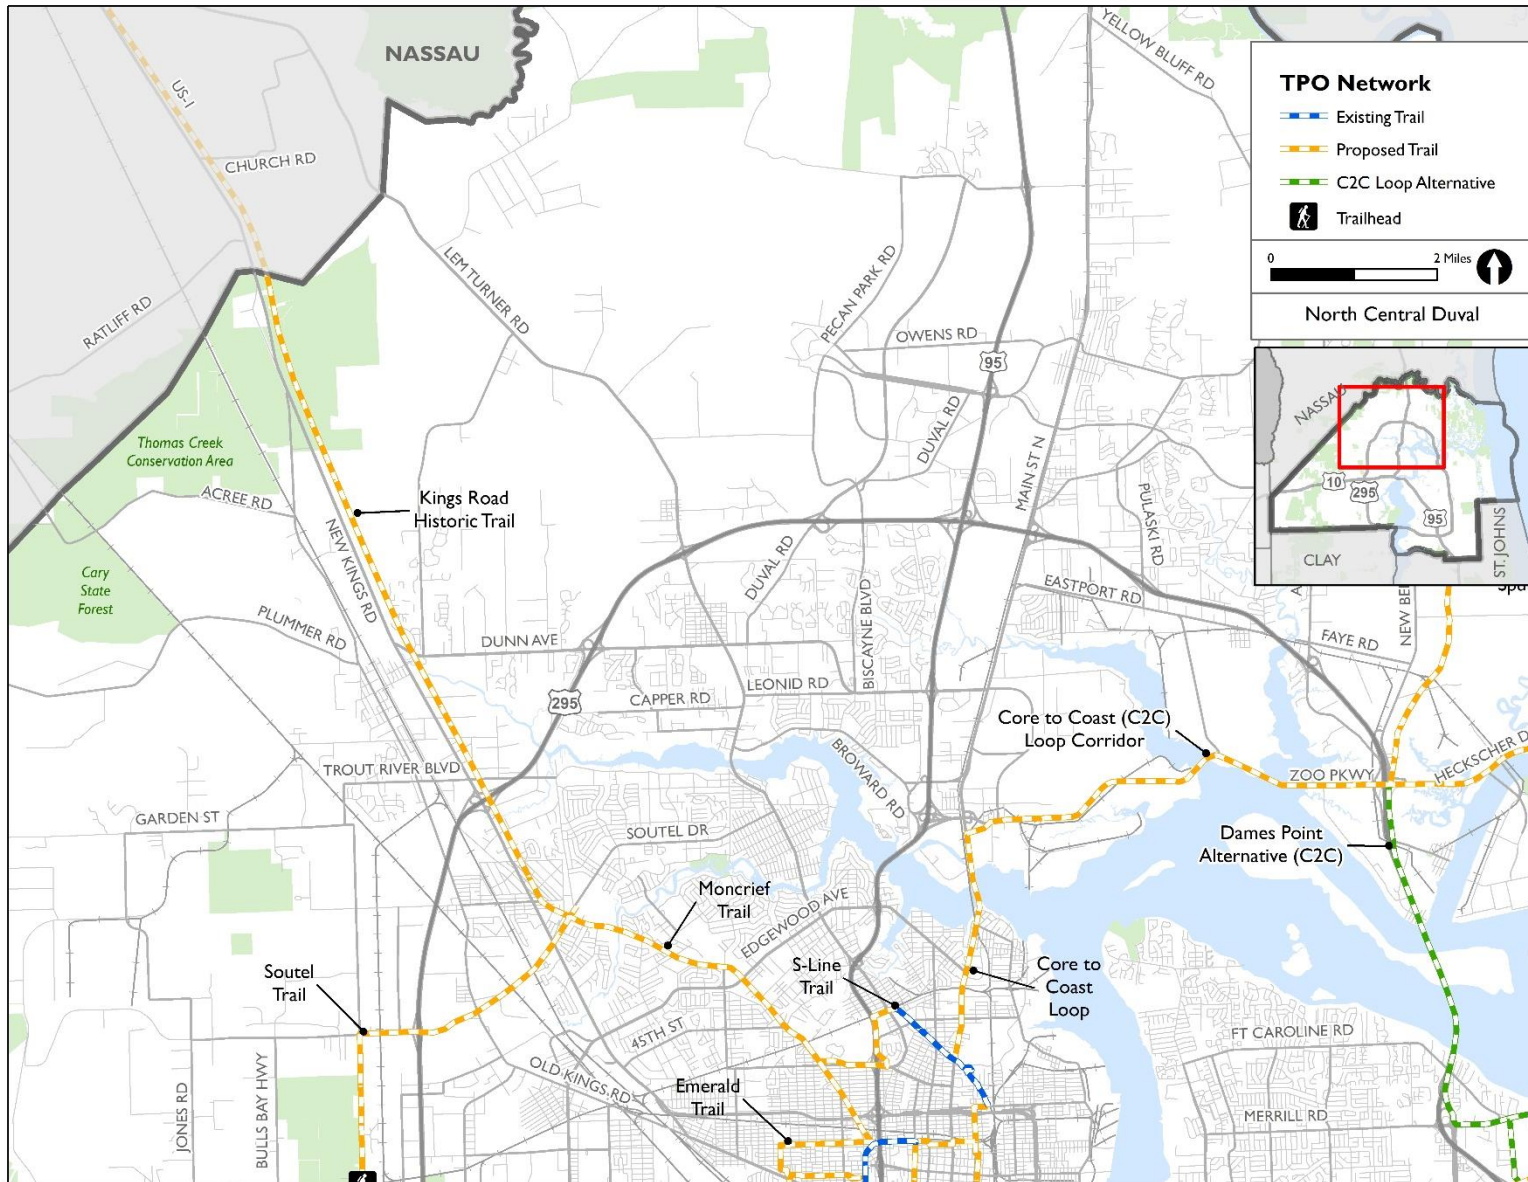 NASSAU
YELLOW BLUFF RD
US-1
CHURCH RD
TPO Network
Existing Trail
Proposed Trail
C2C Loop Alternative
Trailhead
0
2 Miles
North Central Duval
LEM TURNER RD
PECAN PARK RD
RATLIFF RD
OWENS RD
95
NASSAU
10
295
95
CLAY
ST. JOHNS
DUVAL RD
MAIN ST N
Thomas Creek
Conservation Area
ACREE RD
Kings Road
Historic Trail
NEW KINGS RD
PULASKI RD
DUVAL RD
BISCAYNE BLVD
EASTPORT RD
Cary
State
Forest
PLUMMER RD
DUNN AVE
FAYE RD
NEW BE
LEONID RD
CAPPER RD
295
Core to Coast (C2C)
Loop Corridor
BROWARD RD
TROUT RIVER BLVD
ZOO PKWY
HECKSCHER D
GARDEN ST
SOUTEL DR
Dames Point
Alternative (C2C)
Moncrief
Trail
EDGEWOOD AVE
S-Line
Trail
Core to
Coast
Loop
Soutel
Trail
45TH ST
FT CAROLINE RD
OLD KINGS RD
Emerald
Trail
JONES RD
BULLS BAY HWY
MERRILL RD